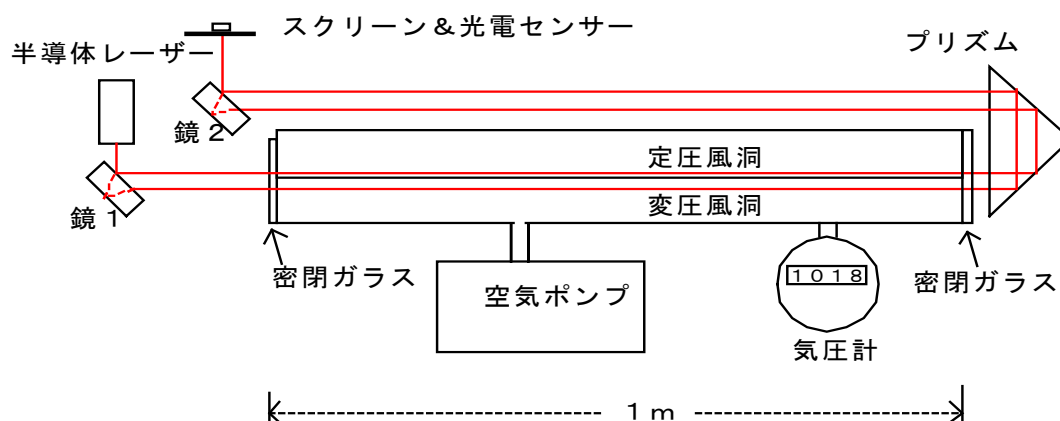 スクリーン＆光電センサー
半導体レーザー
プリズム
鏡２
定圧風洞
変圧風洞
鏡１
密閉ガラス
空気ポンプ
１０１８
密閉ガラス
気圧計
１ｍ